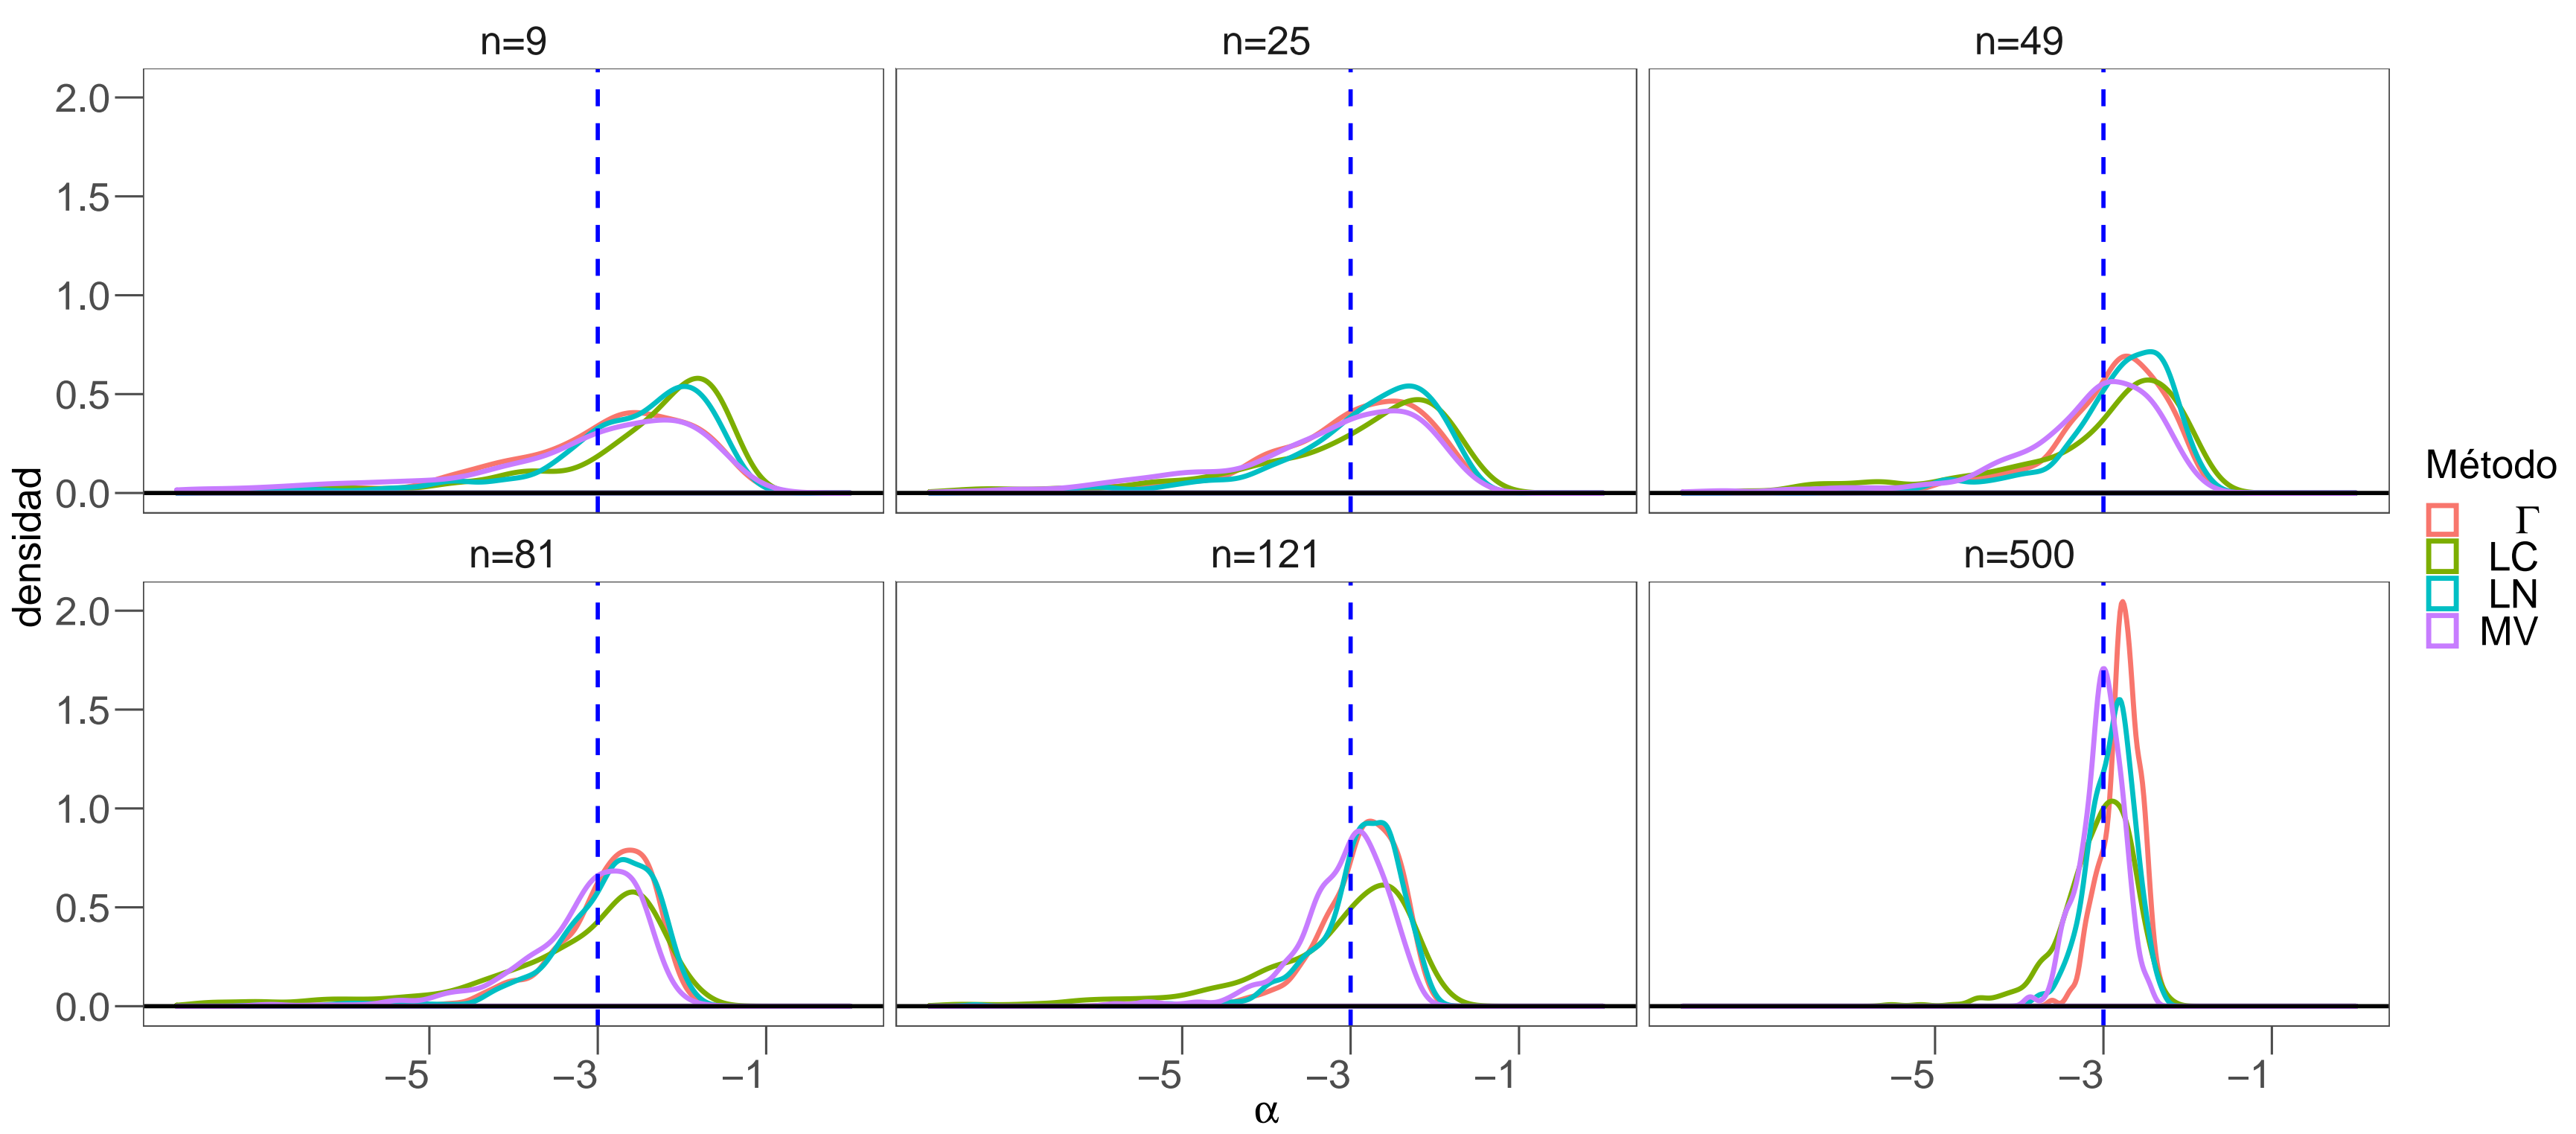 n=9 n=25 n=49
2.0
1.5
1.0
0.5
0.0
n=81 n=121 n=500
2.0
1.5
1.0
0.5
0.0
−5 −3 −1 −5 −3 −1 −5 −3 −1
α
densidad
Método
Γ
LC
LN
MV